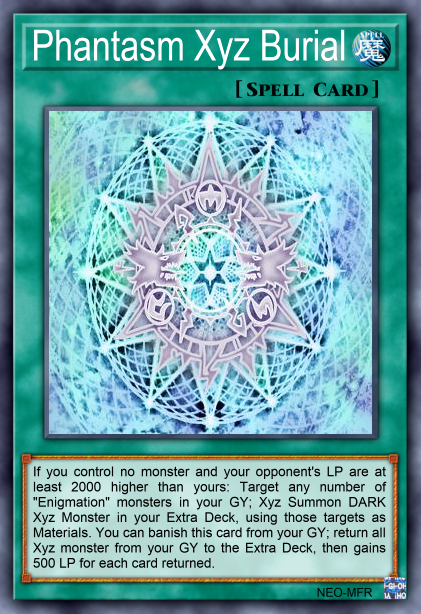 Phantasm Xyz Burial
SPELL
魔
[ SPELL CARD ]
If you control no monster and your opponent's LP are at
least 2000 higher than yours: Target any number of
"Enigmation" monsters in your GY; Xyz Summon DARK
Xyz Monster in your Extra Deck, using those targets as
Materials. You can banish this card from your GY; return all
Xyz monster from your GY to the Extra Deck, then gains
500 LP for each card returned.
NEO-MFR